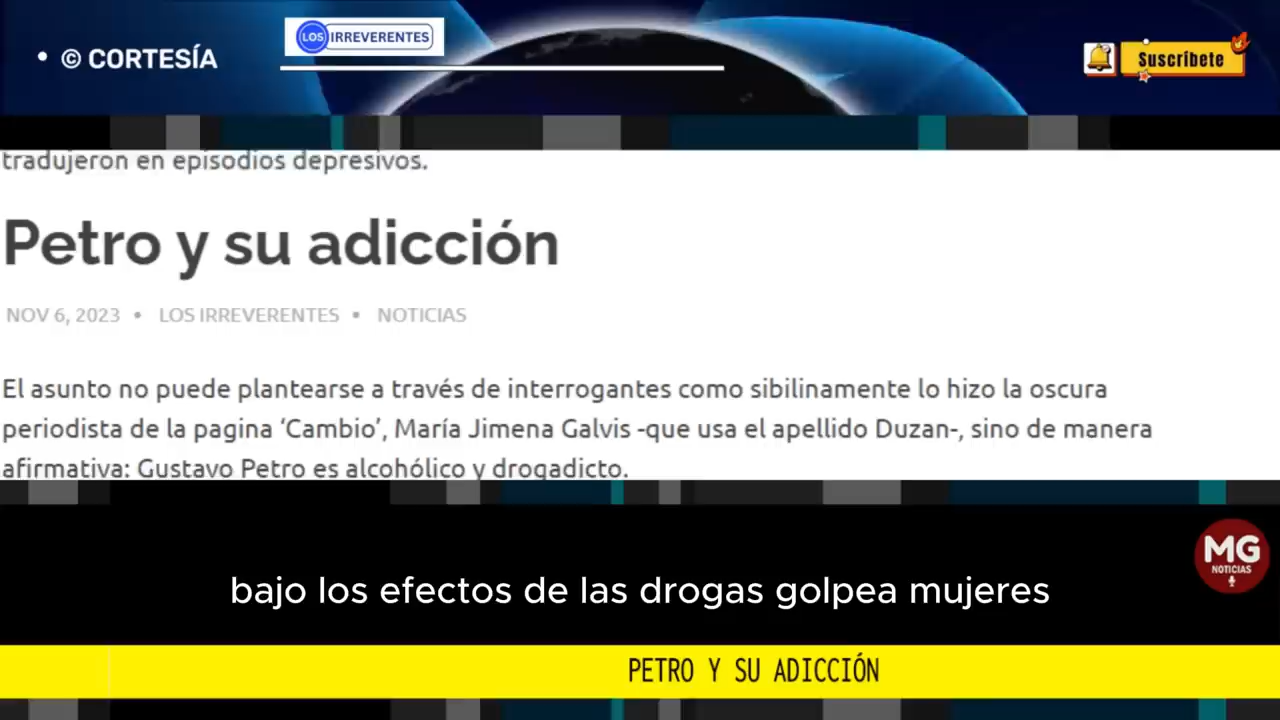 • © CORTESÍA
LOS IRREVERENTES
Suscríbete
tradujeron en episodios depresivos.
Petro y su adicción
NOV 6, 2023 • LOS IRREVERENTES • NOTICIAS
El asunto no puede plantearse a través de interrogantes como sibilinamente lo hizo la oscura
periodista de la pagina ‘Cambio’, María Jimena Galvis -que usa el apellido Duzan-, sino de manera
afirmativa: Gustavo Petro es alcohólico y drogadicto.
MG
NOTICIAS
bajo los efectos de las drogas golpea mujeres
PETRO Y SU ADICCIÓN